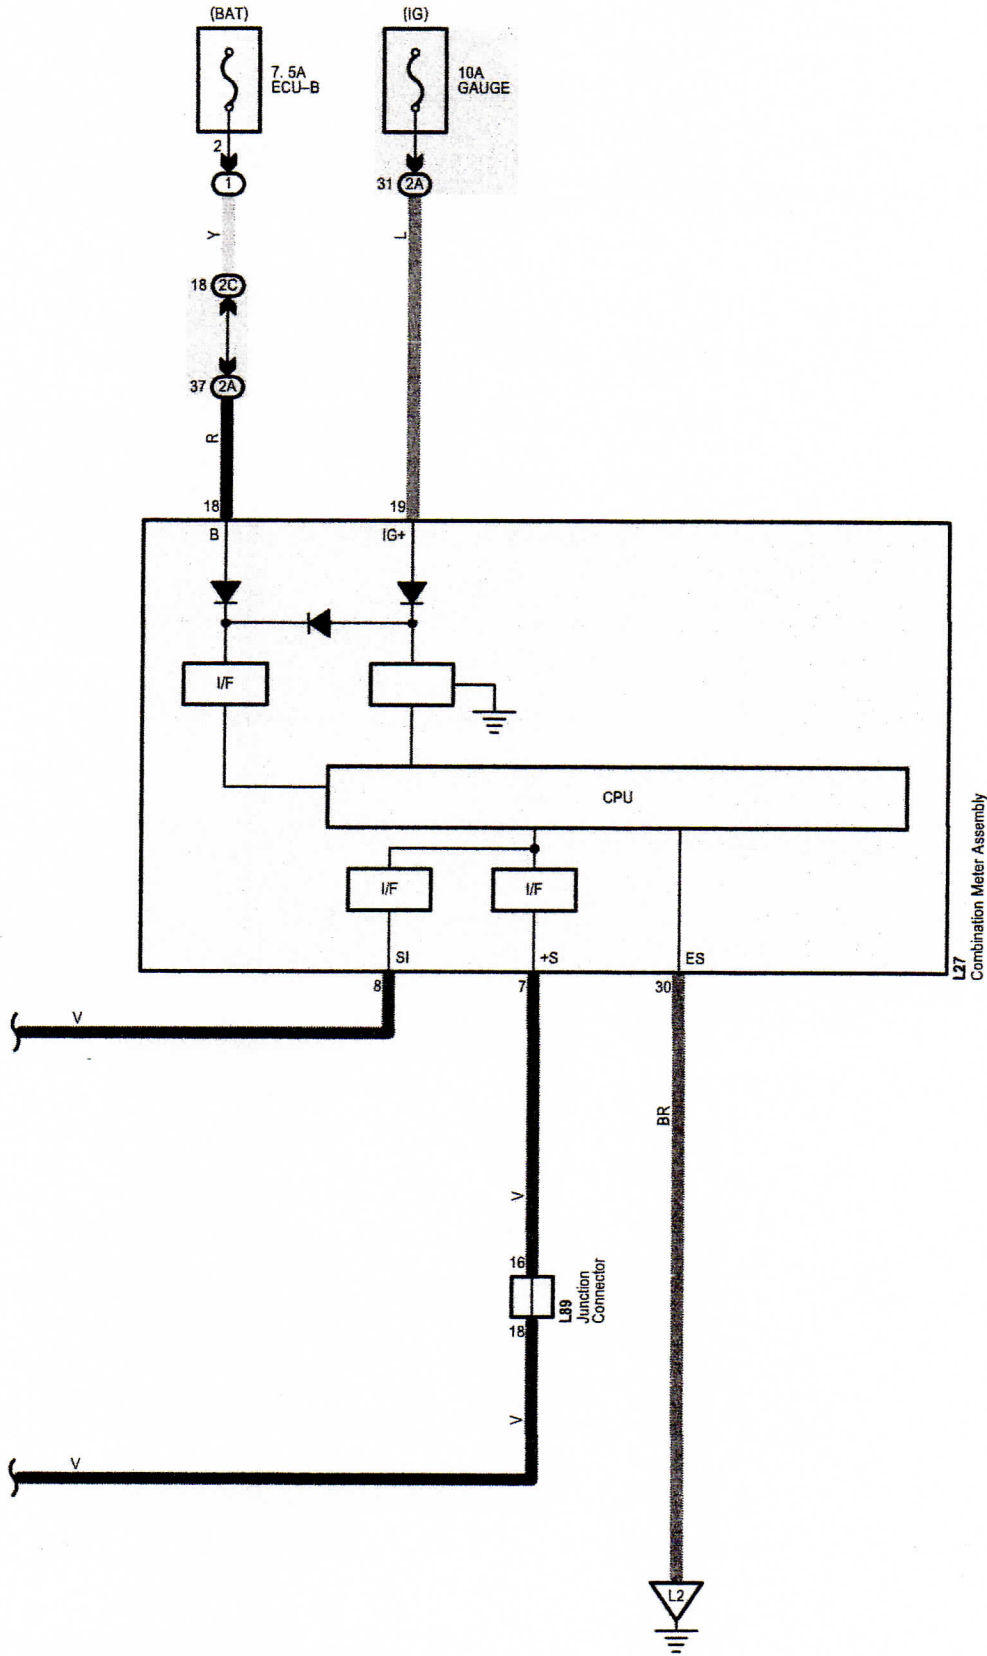 (BAT)
(IG)
7. 5A
ECU–B
10A
GAUGE
2
1
31
2A
Y
L
18
2C
37
2A
R
18
19
B
IG+
I/F
CPU
I/F
I/F
SI
+S
ES
8
7
30
L27
Combination Meter Assembly
V
BR
V
16
L89
Junction
Connector
18
V
V
L2